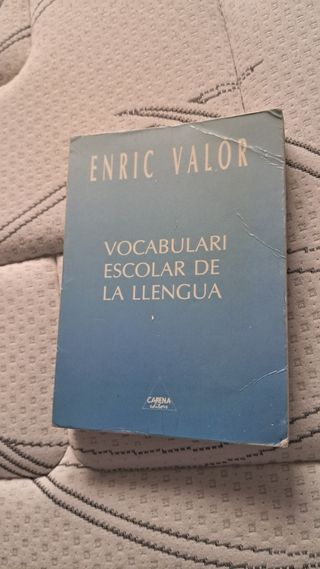 ENRIC VALOR
VOCABULARI
ESCOLAR DE
LA LLENGUA
CARENA
editors